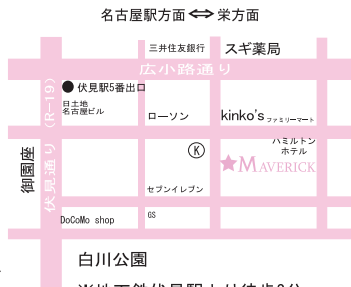 名古屋駅方面⇔栄方面
三井住友銀行
スギ薬局
広小路通り
伏見駅5番出口
日土地
名古屋ビル
ローソン
kinko's
ファミリーマート
伏見通り(R-19)
御園座
K
ハミルトン
ホテル
MAVERICK
セブンイレブン
DoCoMo shop
GS
白川公園